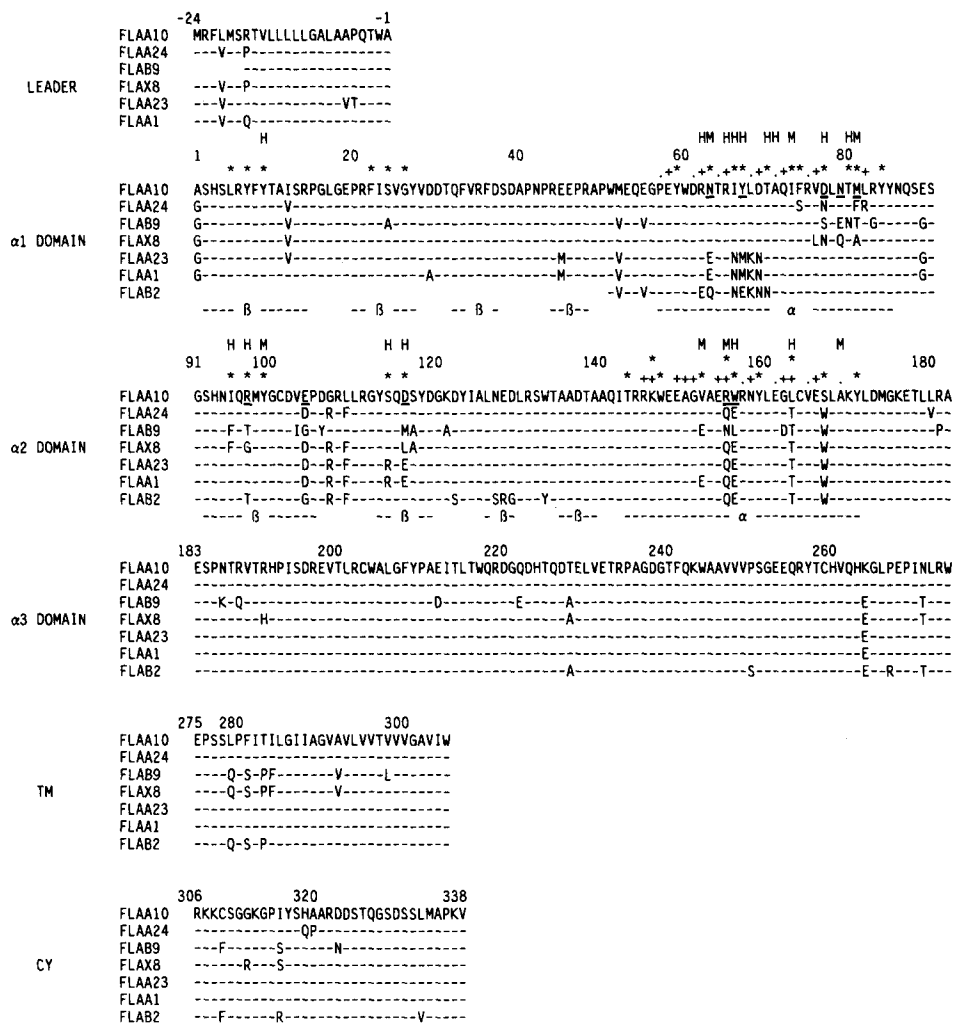 -24 -1
FLAA10 MRFLMSRTVLLLLLGALAAPQTWA
FLAA24 ---V--P-----------------
FLAB9 ------------------
LEADER FLAX8 ---V--P-----------------
FLAA23 ---V--------------VT----
FLAA1 ---V--Q-----------------
H HM HHH HH M H HM
1 20 40 60 80
FLAA10 ASHSLRYFYTAISRPGLGEPRFISVGYVDDTQFVRFDSDAPNPREEPRAPWMEQEGPEYWDRNTRIYLDTAQIFRVDLNTMLRYYNQSES
FLAA24 G----------V-------------------------------------------------------------S--N---FR-------
FLAB9 G----------V-----------A---------------------------V--V--------------------S-ENT-G-----G-
α1 DOMAIN FLAX8 G----------V---------------------------------------------------------------LN-Q-A--------
FLAA23 G----------V--------------------------------M------V----------E--NMKN------------------G-
FLAA1 G---------------------------A---------------M------V----------E--NMKN------------------G-
FLAB2 -V--V------EQ--NEKNN--------------------
-- β -- -- β -- -- β - --β-- ------------ α ----------
H H H H H M MH H M
91 100 120 140 160 180
FLAA10 GSHNIQRMYGCDVEPDGRLLRGYSQDSYDGKDYIALNEDLRSWTAADTAAQITRRKWEEAGVAERWRNYLEGLCVESLAKYLDMGKETLLRA
FLAA24 -------------D--R-F----------------------------------------------QE------T---W------------V--
FLAB9 ----F-T-----IG-Y---------MA---A------------------------------E--NL-----DT---W-------------P-
α2 DOMAIN FLAX8 ----F-G------D--R-F------LA--------------------------------------QE------T---W--------------
FLAA23 -------------D--R-F----R-E---------------------------------------QE------T---W--------------
FLAA1 -------------D--R-F----R-E-----------------------------------E--QE------T---W--------------
FLAB2 ------T------G--R-F------------S----SRG---Y---------------------QE------T---W--------------
---- β ---- ---- β -- -- β - -- β -- ------------ α ------------
183 200 220 240 260
FLAA10 ESPNTRVTRHPISDREVTLRCWALGFYPAEITLTWQRDGQDHTQDTELVETRPAGDGTFQKWAAVVVPSGEEQRYTCHVQHKGLPEPINLRW
FLAA24 --------------------------------------------------------------------------------------------
FLAB9 ---K-Q-----------------------D---------E-----A-----------------------------------E------T---
α3 DOMAIN FLAX8 --------H------------------------------------A-----------------------------------E------T---
FLAA23 ---------------------------------------------------------------------------------E----------
FLAA1 ---------------------------------------------------------------------------------E----------
FLAB2 ---------------------------------------------A---------------------S-------------E--R---T---
275 280 300
FLAA10 EPSSLPFITILGIIAGVAVLVVTVVVGAVIW
FLAA24 -------------------------------
FLAB9 ----Q-S-PF--------V-----L-------
TM FLAX8 ----Q-S-PF--------V-------------
FLAA23 -------------------------------
FLAA1 -------------------------------
FLAB2 ----Q-S-P----------------------
306 320 338
FLAA10 RKKCSGGKGPIYSHAARDDSTQGSDSSLMAPKV
FLAA24 -------------QP------------------
FLAB9 ---F------S------N---------------
CY FLAX8 ------R---S----------------------
FLAA23 ---------------------------------
FLAA1 ---------------------------------
FLAB2 ---F------R----------------V-----